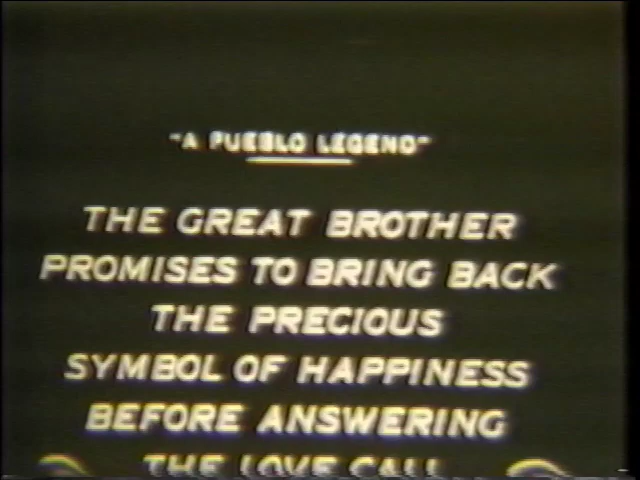 "A PUEBLO LEGEND"
THE GREAT BROTHER
PROMISES TO BRING BACK
THE PRECIOUS
SYMBOL OF HAPPINESS
BEFORE ANSWERING
THE LOVE CALL